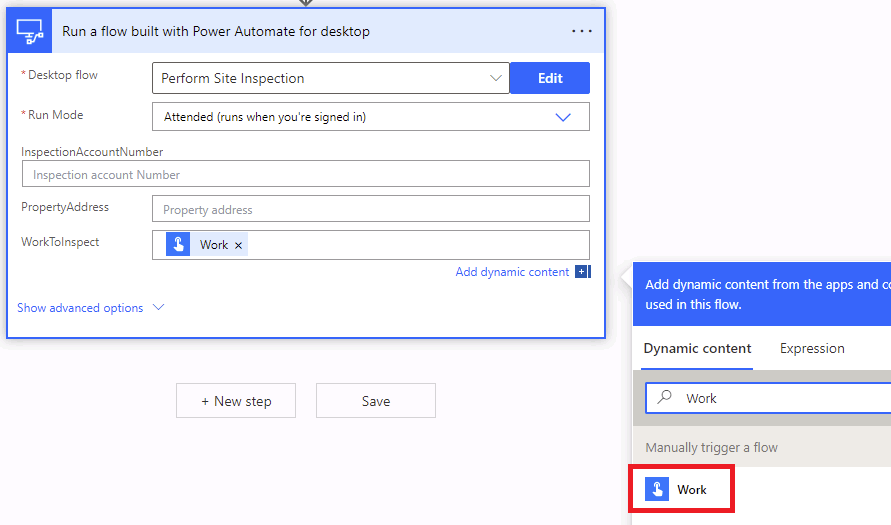 Run a flow built with Power Automate for desktop
* Desktop flow
Perform Site Inspection
Edit
* Run Mode
Attended (runs when you're signed in)
InspectionAccountNumber
Inspection account Number
PropertyAddress
Property address
WorkToInspect
Work ×
Add dynamic content
Show advanced options
+ New step
Save
Add dynamic content from the apps and co
used in this flow.
Dynamic content
Expression
Work
Manually trigger a flow
Work